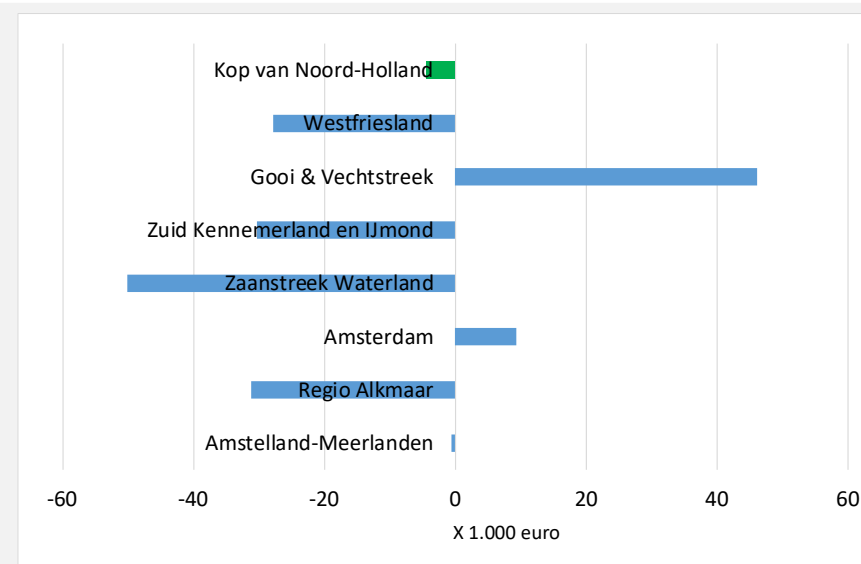 Kop van Noord-Holland
Westfriesland
Gooi & Vechtstreek
Zuid Kennemerland en IJmond
Zaanstreek Waterland
Amsterdam
Regio Alkmaar
Amstelland-Meerlanden
-60 -40 -20 0 20 40 60
X 1.000 euro